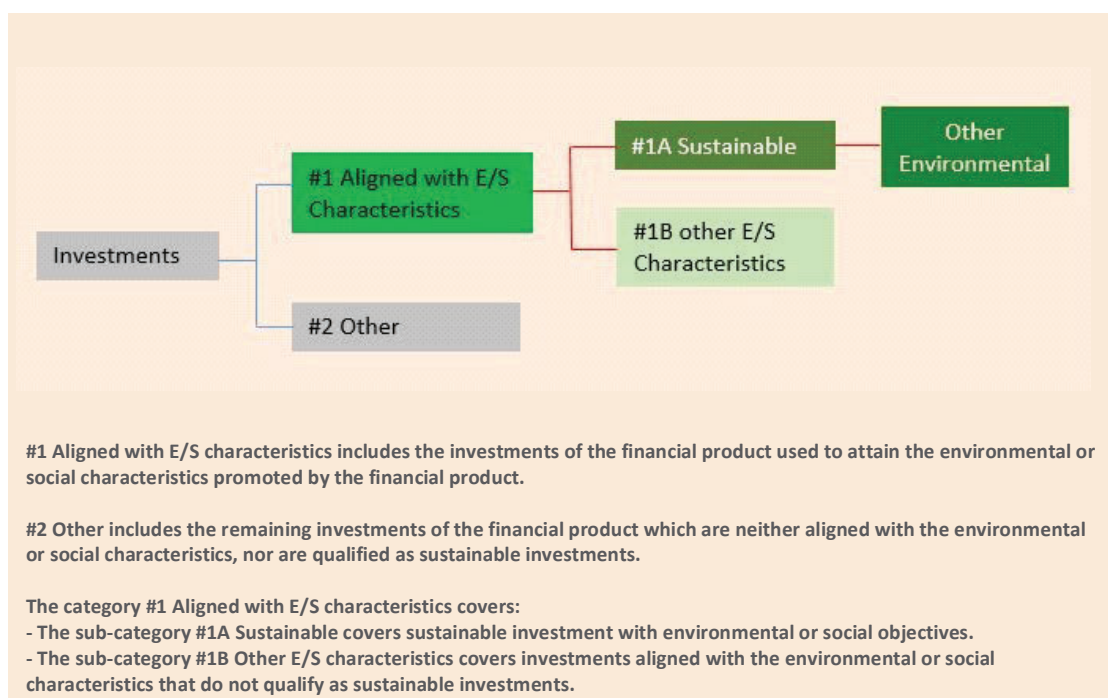 Investments
#1 Aligned with E/S
Characteristics
#2 Other
#1A Sustainable
#1B other E/S
Characteristics
Other
Environmental
#1 Aligned with E/S characteristics includes the investments of the financial product used to attain the environmental or
social characteristics promoted by the financial product.
#2 Other includes the remaining investments of the financial product which are neither aligned with the environmental
or social characteristics, nor are qualified as sustainable investments.
The category #1 Aligned with E/S characteristics covers:
- The sub-category #1A Sustainable covers sustainable investment with environmental or social objectives.
- The sub-category #1B Other E/S characteristics covers investments aligned with the environmental or social
characteristics that do not qualify as sustainable investments.